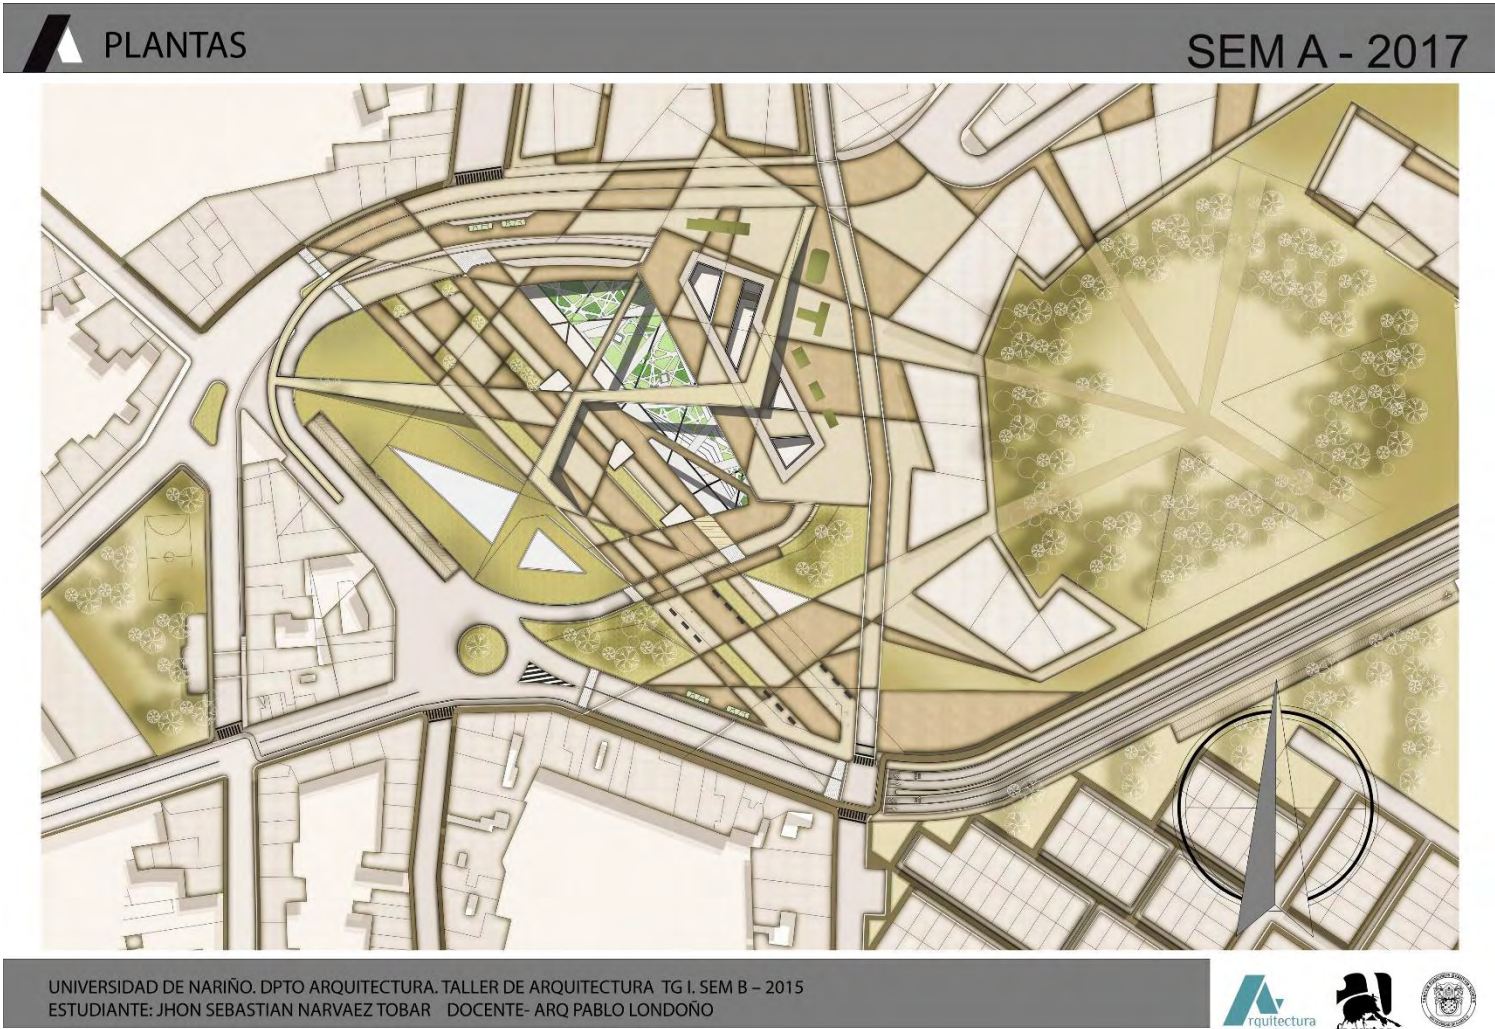 PLANTAS
SEM A - 2017
UNIVERSIDAD DE NARIÑO. DPTO ARQUITECTURA. TALLER DE ARQUITECTURA TG I. SEM B – 2015
ESTUDIANTE: JHON SEBASTIAN NARVAEZ TOBAR DOCENTE- ARQ PABLO LONDOÑO
Arquitectura